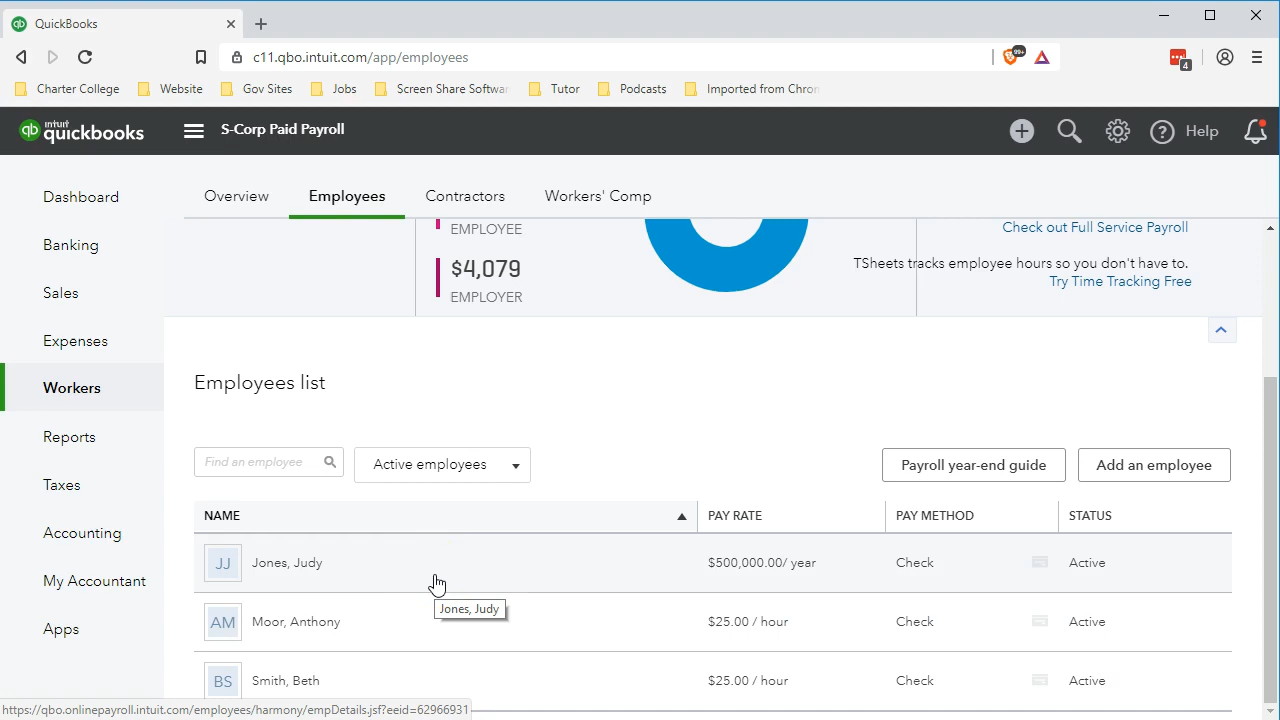 QuickBooks
c11.qbo.intuit.com/app/employees
99+
4
Charter College Website Gov Sites Jobs Screen Share Softwar Tutor Podcasts Imported from Chron
qb intuit quickbooks S-Corp Paid Payroll Help
Dashboard
Banking
Sales
Expenses
Workers
Reports
Taxes
Accounting
My Accountant
Apps
Overview Employees Contractors Workers' Comp
EMPLOYEE
$4,079
EMPLOYER
Check out Full Service Payroll
TSheets tracks employee hours so you don't have to.
Try Time Tracking Free
Employees list
Find an employee Active employees Payroll year-end guide Add an employee
NAME PAY RATE PAY METHOD STATUS
JJ Jones, Judy $500,000.00/ year Check Active
Jones, Judy
AM Moor, Anthony $25.00 / hour Check Active
BS Smith, Beth $25.00 / hour Check Active
https://qbo.onlinepayroll.intuit.com/employees/harmony/empDetails.jsf?eeid=62966931